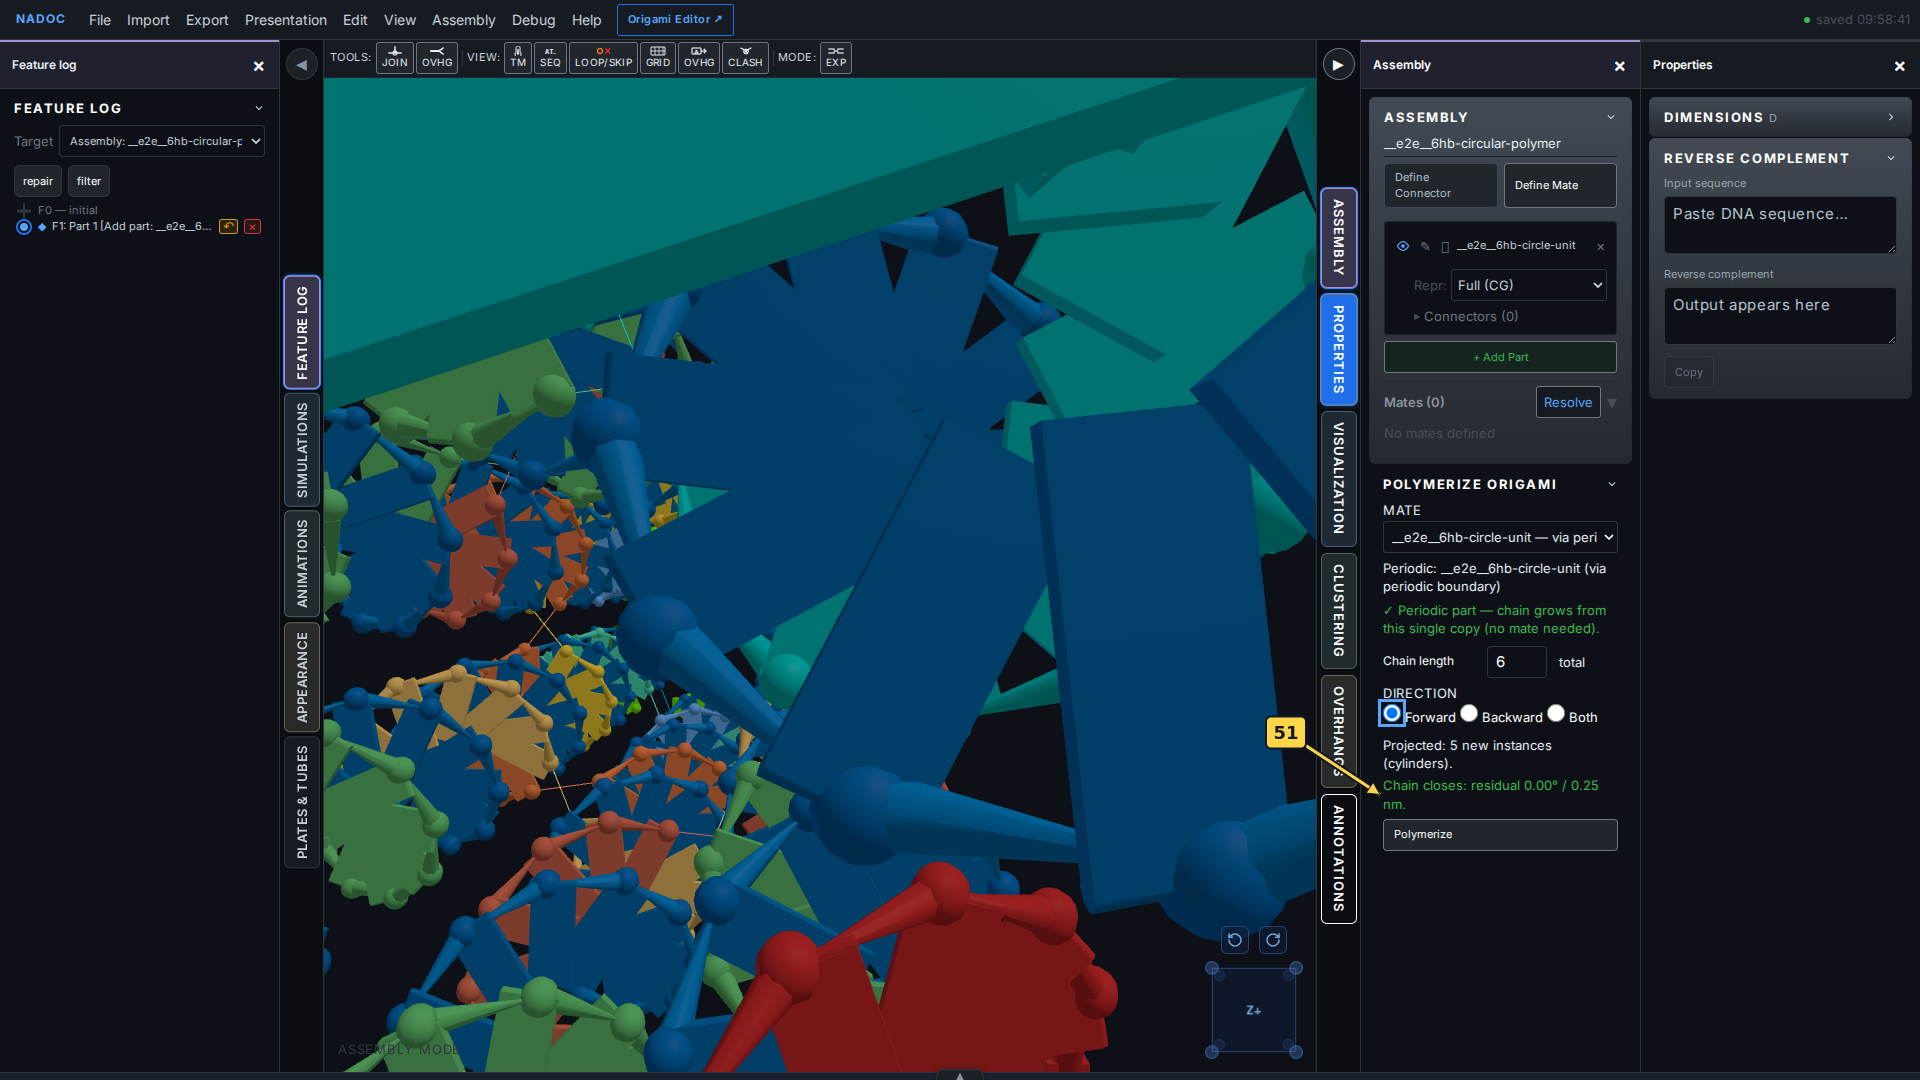 NADOC File Import Export Presentation Edit View Assembly Debug Help Origami Editor ↗ saved 09:58:41
Feature log ×
FEATURE LOG
Target Assembly: __e2e__6hb-circular-p
repair filter
F0 — initial
F1: Part 1 [Add part: __e2e__6...
FEATURE LOG
SIMULATIONS
ANIMATIONS
APPEARANCE
PLATES & TUBES
TOOLS: JOIN OVHG VIEW: TM SEQ LOOP/SKIP GRID OVHG CLASH MODE: EXP
ASSEMBLY MODE
Z+
51
ASSEMBLY
PROPERTIES
VISUALIZATION
CLUSTERING
OVERHANGS
ANNOTATIONS
Assembly ×
ASSEMBLY
__e2e__6hb-circular-polymer
Define Connector
Define Mate
__e2e__6hb-circle-unit ×
Repr: Full (CG)
▸ Connectors (0)
+ Add Part
Mates (0) Resolve ▼
No mates defined
POLYMERIZE ORIGAMI
MATE
__e2e__6hb-circle-unit — via peri
Periodic: __e2e__6hb-circle-unit (via
periodic boundary)
✓ Periodic part — chain grows from
this single copy (no mate needed).
Chain length 6 total
DIRECTION
Forward Backward Both
Projected: 5 new instances
(cylinders).
Chain closes: residual 0.00° / 0.25
nm.
Polymerize
Properties ×
DIMENSIONS D
REVERSE COMPLEMENT
Input sequence
Paste DNA sequence...
Reverse complement
Output appears here
Copy